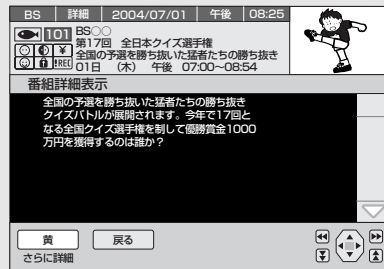 BS 詳細 2004/07/01 午後 08:25
101 BS○○
第17回 全日本クイズ選手権
¥ 全国の予選を勝ち抜いた猛者たちの勝ち抜き
!REC 01日 (木) 午後 07:00~08:54
番組詳細表示
全国の予選を勝ち抜いた猛者たちの勝ち抜き
クイズバトルが展開されます。今年で17回と
なる全国クイズ選手権を制して優勝賞金1000
万円を獲得するのは誰か?
黄 戻る
さらに詳細